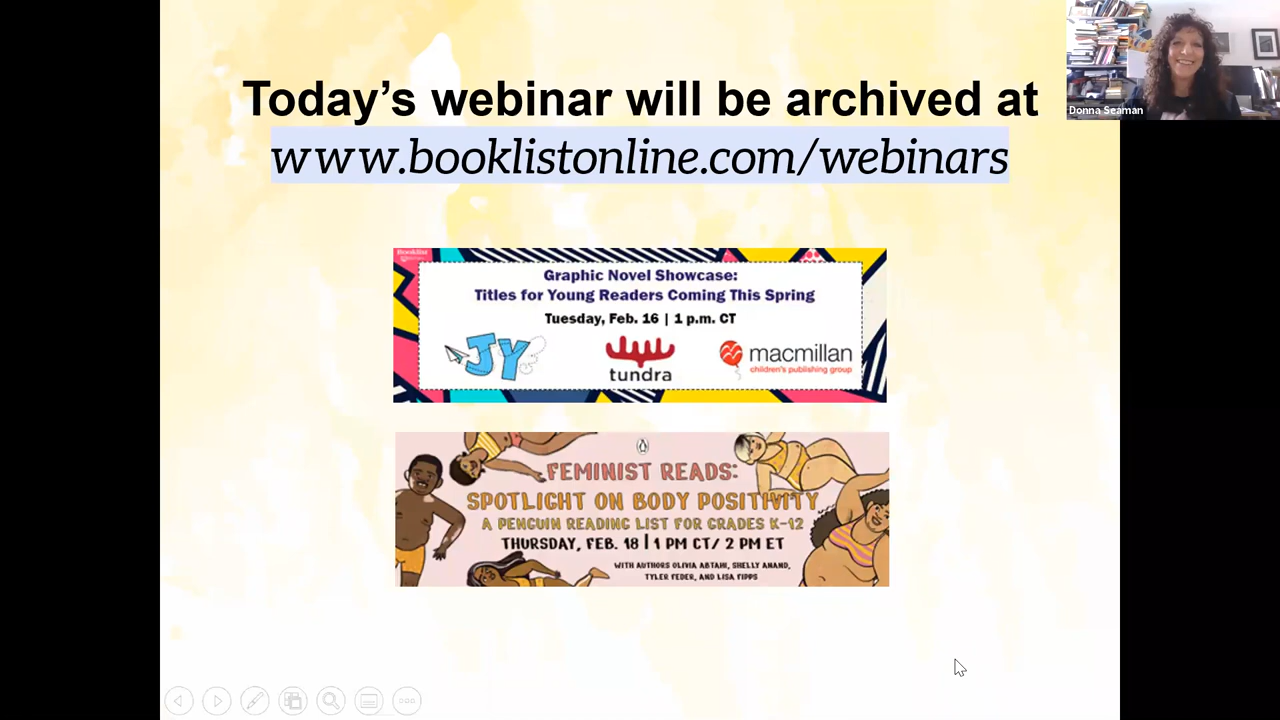 Today's webinar will be archived at
www.booklistonline.com/webinars
Donna Seaman
Booklist
Graphic Novel Showcase:
Titles for Young Readers Coming This Spring
Tuesday, Feb. 16 | 1 p.m. CT
JY
tundra
macmillan
children's publishing group
FEMINIST READS:
SPOTLIGHT ON BODY POSITIVITY
A PENGUIN READING LIST FOR GRADES K-12
THURSDAY, FEB. 18 | 1 PM CT/ 2 PM ET
WITH AUTHORS OLIVIA ABTAHI, SHELLY ANAND,
TYLER FEDER, AND LISA FIPPS